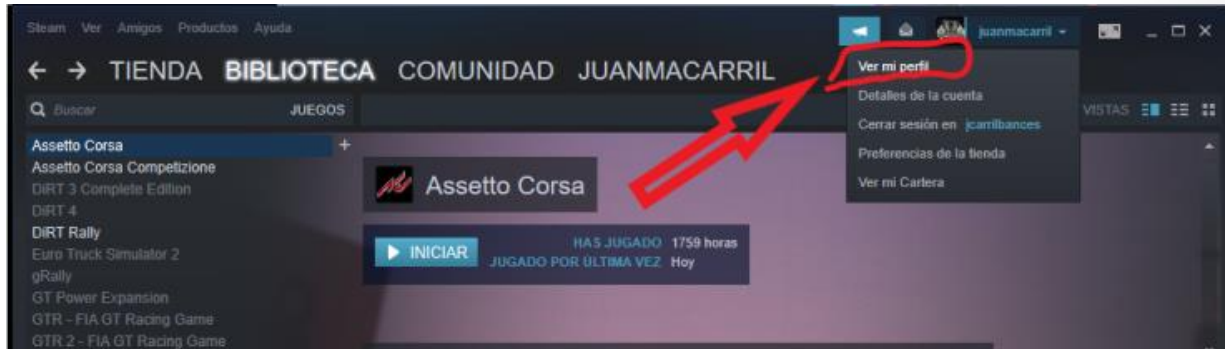 Steam Ver Amigos Productos Ayuda
juanmacarril
TIENDA BIBLIOTECA COMUNIDAD JUANMACARRIL
Ver mi perfil
Detalles de la cuenta
Cerrar sesión en jcarrilbances
Preferencias de la tienda
Ver mi Cartera
Buscar JUEGOS
VISTAS
Assetto Corsa +
Assetto Corsa Competizione
DiRT 3 Complete Edition
DiRT 4
DiRT Rally
Euro Truck Simulator 2
gRally
GT Power Expansion
GTR - FIA GT Racing Game
GTR 2 - FIA GT Racing Game
Assetto Corsa
INICIAR
HAS JUGADO 1759 horas
JUGADO POR ÚLTIMA VEZ Hoy